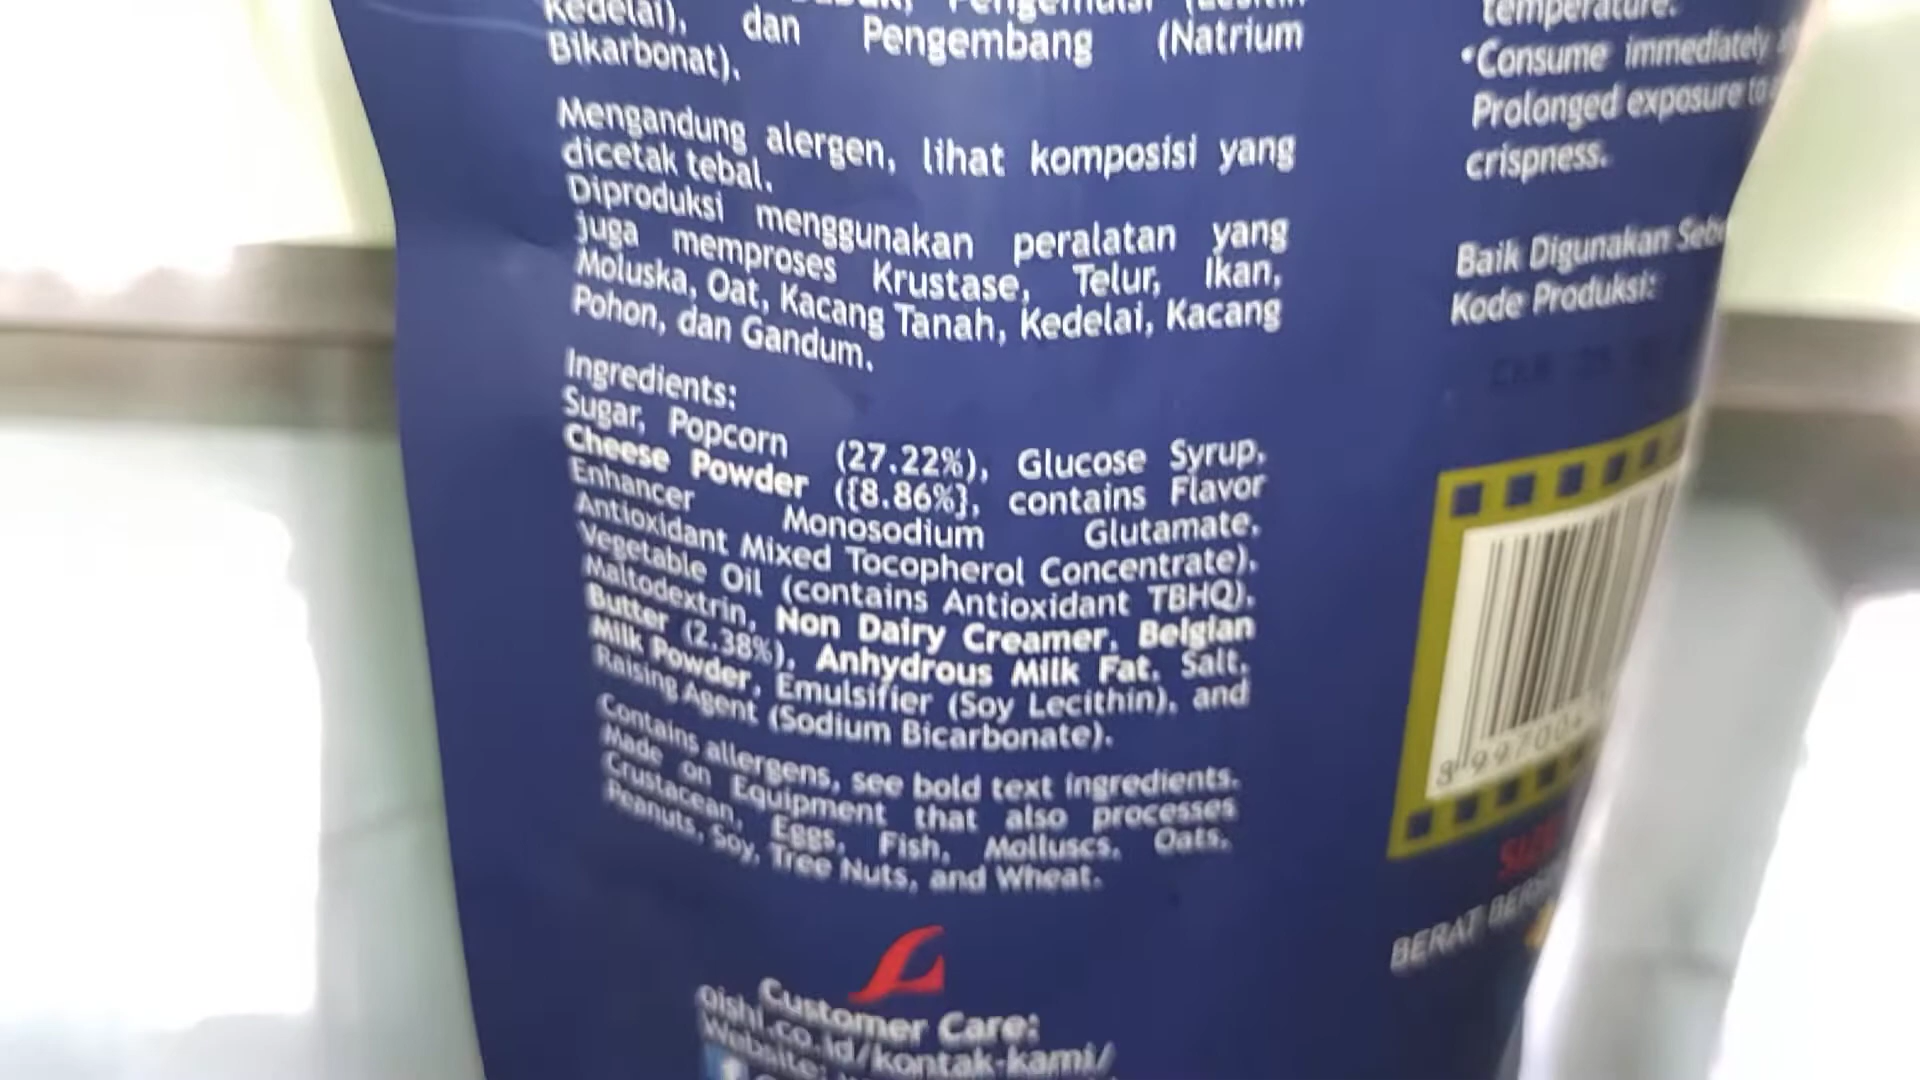 Kedelai), dan Pengembang (Natrium
Bikarbonat).
Mengandung alergen, lihat komposisi yang
dicetak tebal.
Diproduksi menggunakan peralatan yang
juga memproses Krustase, Telur, Ikan,
Moluska, Oat, Kacang Tanah, Kedelai, Kacang
Pohon, dan Gandum.
Ingredients:
Sugar, Popcorn (27.22%), Glucose Syrup,
Cheese Powder ({8.86%}, contains Flavor
Enhancer Monosodium Glutamate,
Antioxidant Mixed Tocopherol Concentrate),
Vegetable Oil (contains Antioxidant TBHQ),
Maltodextrin, Non Dairy Creamer, Belgian
Butter (2.38%), Anhydrous Milk Fat, Salt,
Milk Powder, Emulsifier (Soy Lecithin), and
Raising Agent (Sodium Bicarbonate).
Contains allergens, see bold text ingredients.
Made on Equipment that also processes
Crustacean, Eggs, Fish, Molluscs, Oats,
Peanuts, Soy, Tree Nuts, and Wheat.
Customer Care:
oishi.co.id/kontak-kami/
Website:
temperature.
•Consume immediately
Prolonged exposure to
crispness.
Baik Digunakan
Kode Produksi:
BERAT